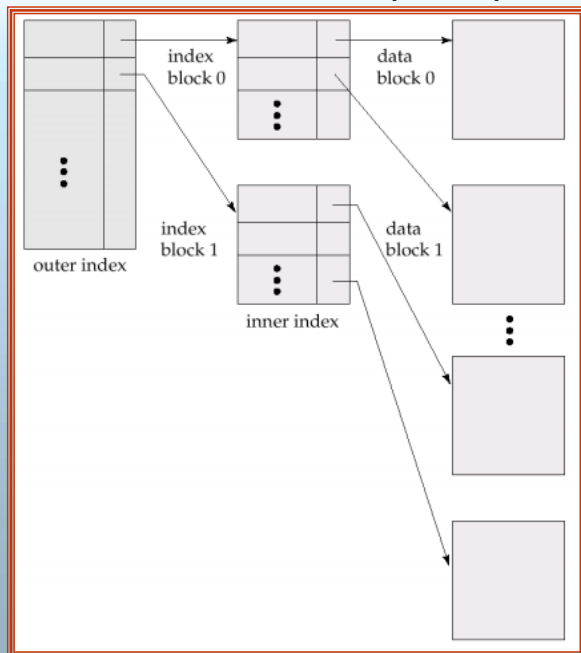 index
block 0
data
block 0
index
block 1
data
block 1
outer index
inner index